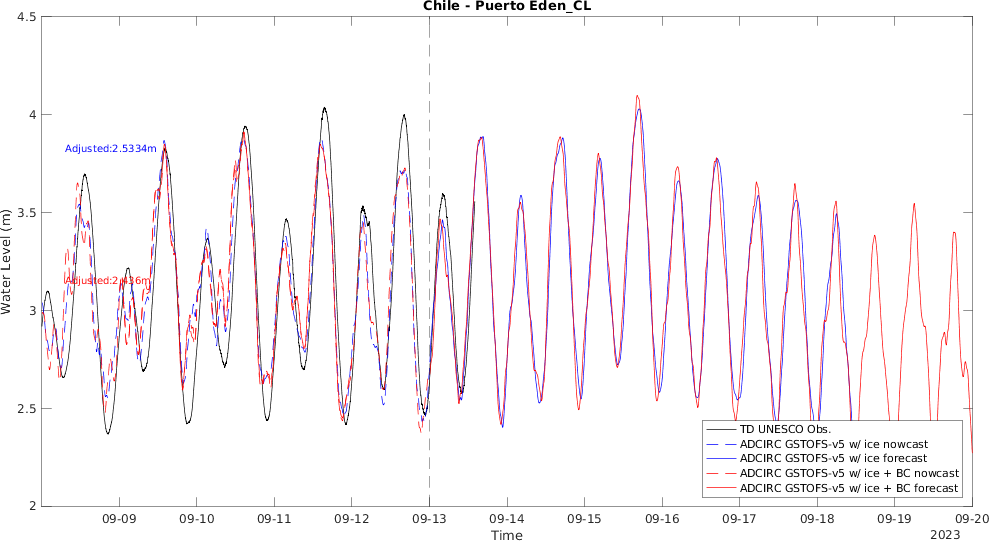 Chile - Puerto Eden_CL
4.5
4
3.5
3
2.5
2
Water Level (m)
Adjusted:2.5334m
09-09
09-10
09-11
09-12
09-13
09-14
09-15
09-16
09-17
09-18
09-19
09-20
Time
2023
TD UNESCO Obs.
ADCIRC GSTOFS-v5 w/ ice nowcast
ADCIRC GSTOFS-v5 w/ ice forecast
ADCIRC GSTOFS-v5 w/ ice + BC nowcast
ADCIRC GSTOFS-v5 w/ ice + BC forecast